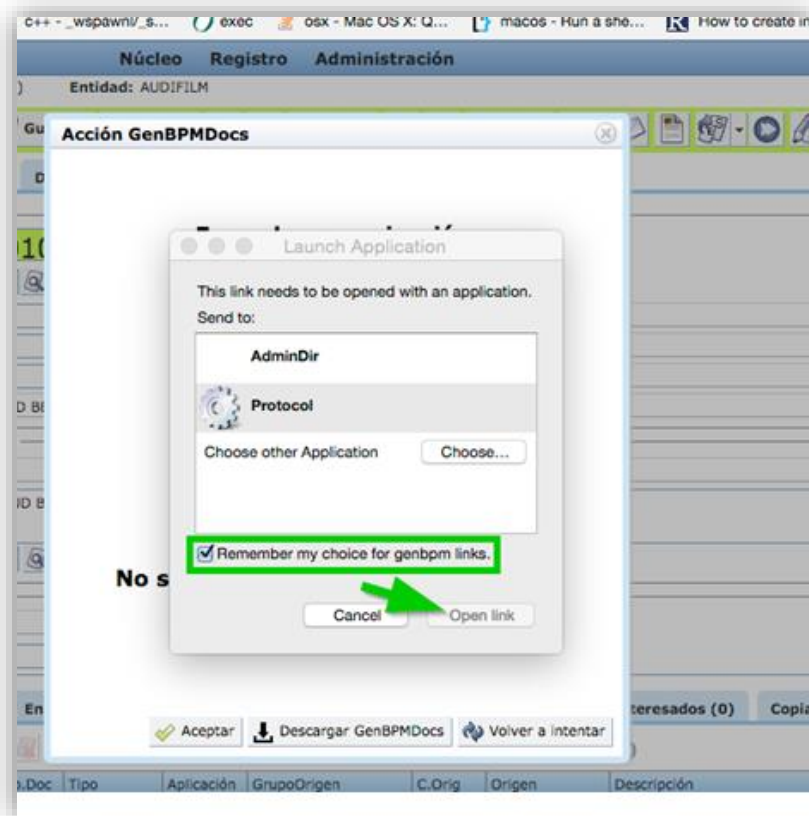 c++ - _wspawnl/_s... exec osx - Mac OS X: Q... macos - Run a she... How to create in
Núcleo Registro Administración
) Entidad: AUDIFILM
Gu Acción GenBPMDocs
D
Launch Application
This link needs to be opened with an application.
Send to:
AdminDir
Protocol
Choose other Application Choose...
Remember my choice for genbpm links.
No s
Cancel Open link
En teresados (0) Copia
Aceptar Descargar GenBPMDocs Volver a intentar
o.Doc Tipo Aplicación GrupoOrigen C.Orig Origen Descripción